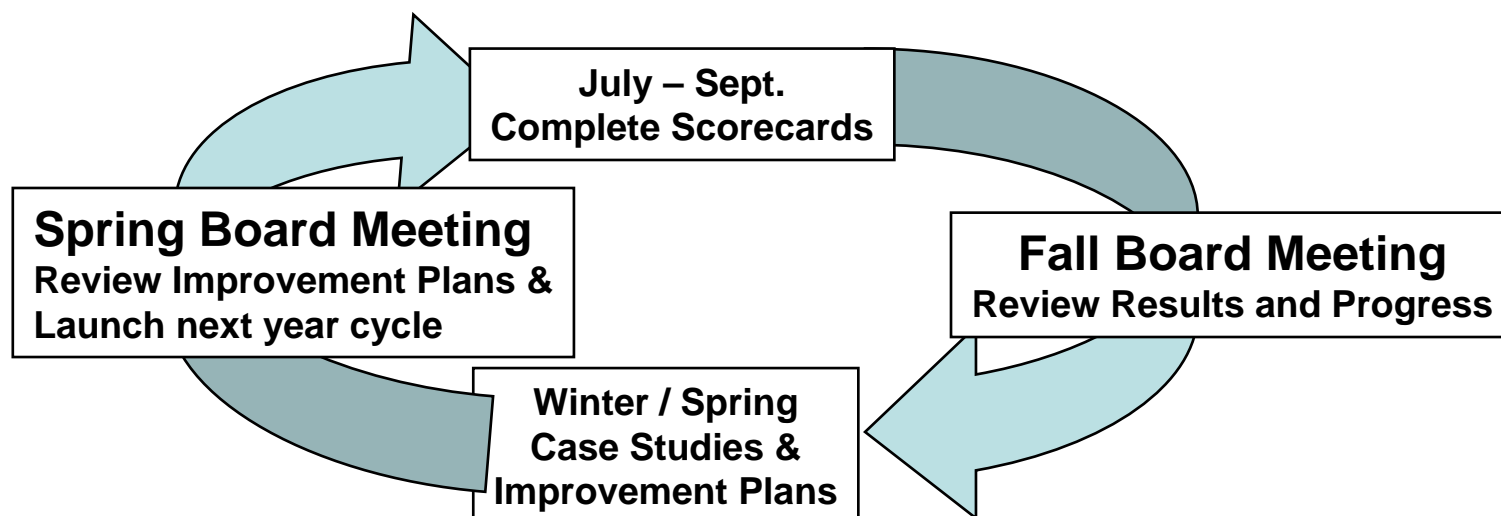 July – Sept.
Complete Scorecards
Spring Board Meeting
Review Improvement Plans &
Launch next year cycle
Fall Board Meeting
Review Results and Progress
Winter / Spring
Case Studies &
Improvement Plans